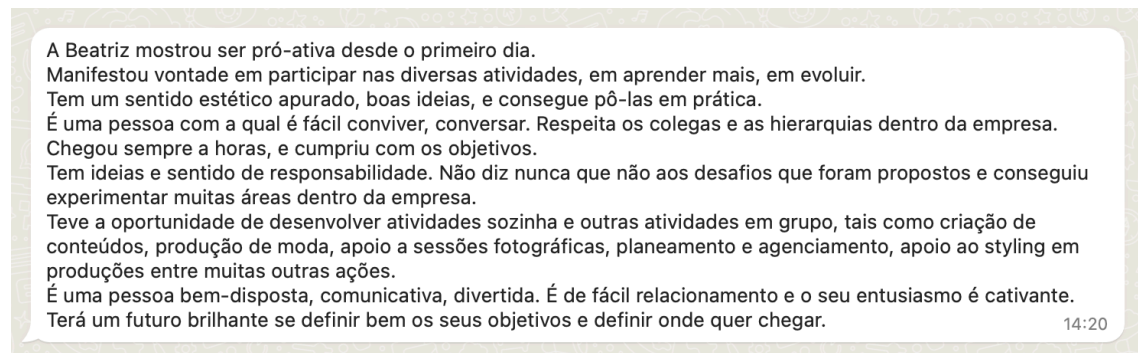 A Beatriz mostrou ser pró-ativa desde o primeiro dia.
Manifestou vontade em participar nas diversas atividades, em aprender mais, em evoluir.
Tem um sentido estético apurado, boas ideias, e consegue pô-las em prática.
É uma pessoa com a qual é fácil conviver, conversar. Respeita os colegas e as hierarquias dentro da empresa.
Chegou sempre a horas, e cumpriu com os objetivos.
Tem ideias e sentido de responsabilidade. Não diz nunca que não aos desafios que foram propostos e conseguiu
experimentar muitas áreas dentro da empresa.
Teve a oportunidade de desenvolver atividades sozinha e outras atividades em grupo, tais como criação de
conteúdos, produção de moda, apoio a sessões fotográficas, planeamento e agenciamento, apoio ao styling em
produções entre muitas outras ações.
É uma pessoa bem-disposta, comunicativa, divertida. É de fácil relacionamento e o seu entusiasmo é cativante.
Terá um futuro brilhante se definir bem os seus objetivos e definir onde quer chegar.
14:20